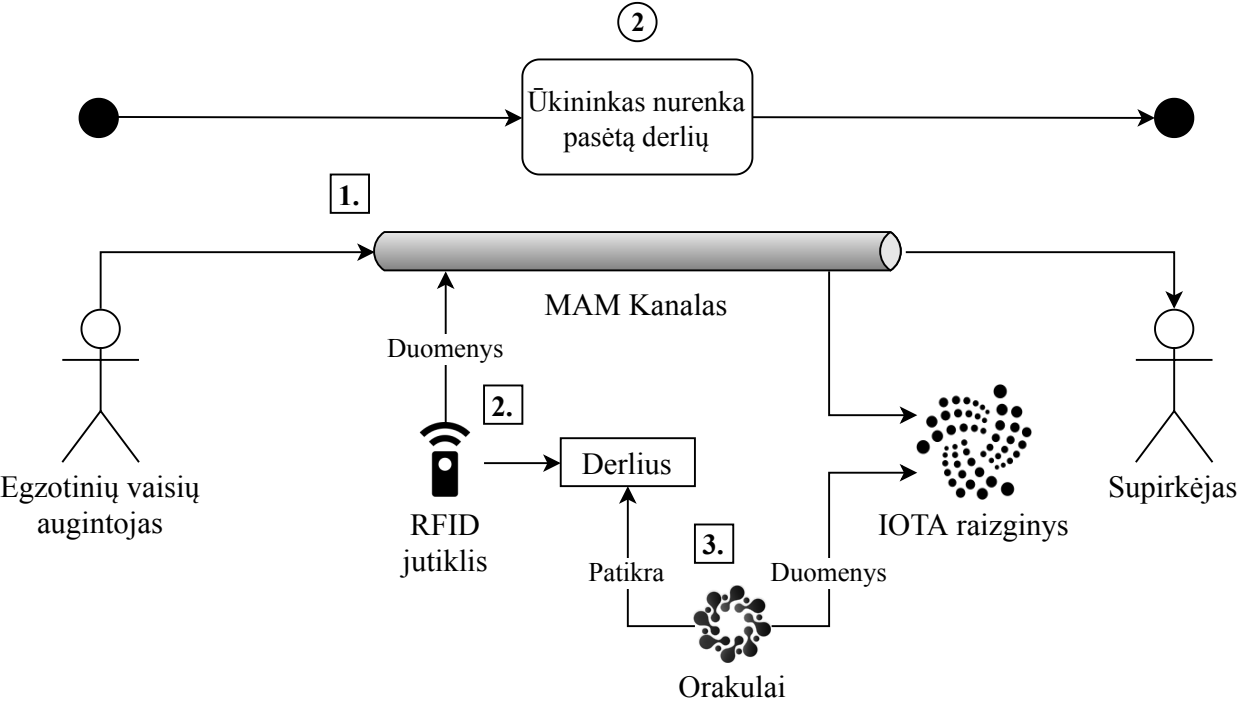 2
Ūkininkas nurenka
pasėtą derlių
1.
MAM Kanalas
Duomenys
2.
Derlius
Egzotinių vaisių
augintojas
RFID
jutiklis
IOTA raizginys
Supirkėjas
3.
Patikra
Duomenys
Orakulai